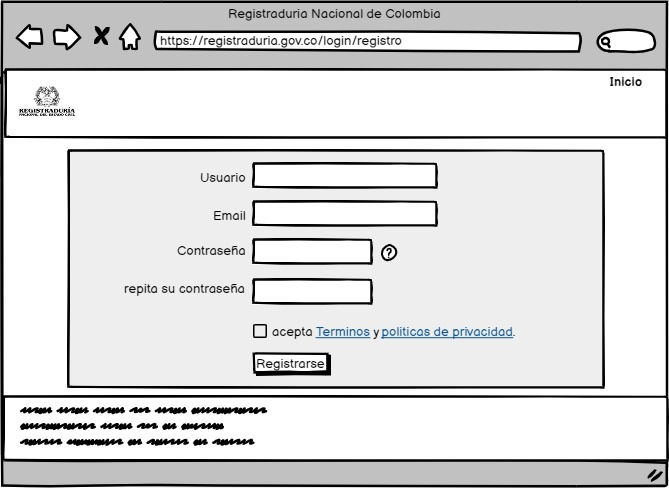 Registraduria Nacional de Colombia
https://registraduria.gov.co/login/registro
Inicio
REGISTRADURÍA
NACIONAL DEL ESTADO CIVIL
Usuario
Email
Contraseña
?
repita su contraseña
acepta Terminos y politicas de privacidad.
Registrarse